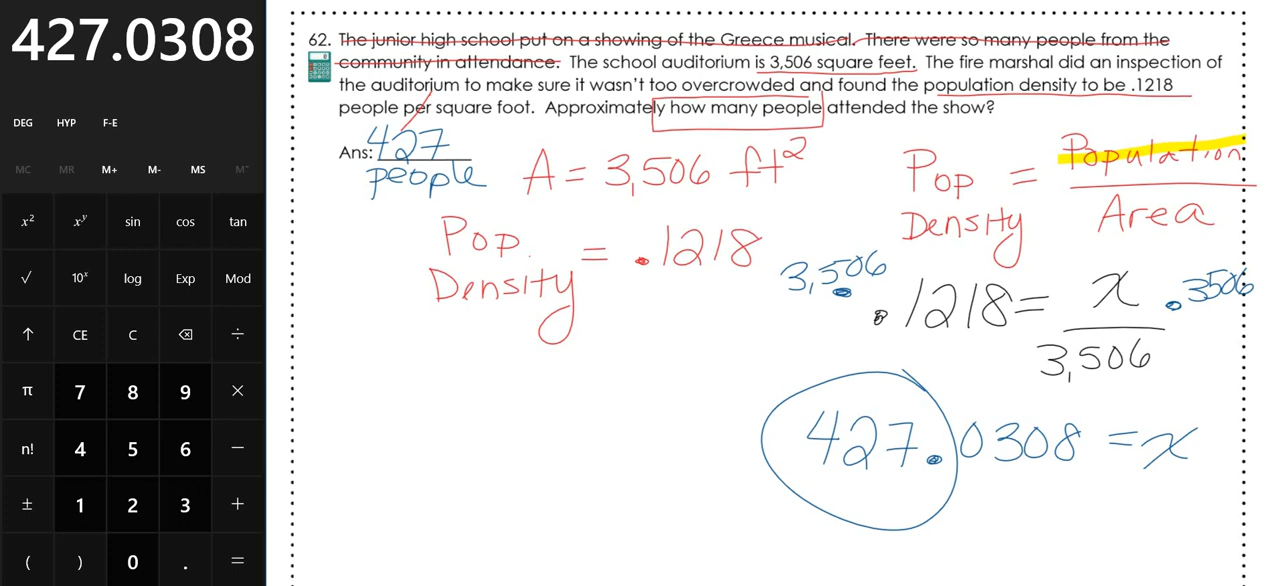 427.0308
DEG HYP F-E
MC MR M+ M- MS M˅
x² xʸ sin cos tan
√ 10ˣ log Exp Mod
↑ CE C ⌫ ÷
π 7 8 9 ×
n! 4 5 6 −
± 1 2 3 +
( ) 0 . =
62. The junior high school put on a showing of the Greece musical. There were so many people from the
community in attendance. The school auditorium is 3,506 square feet. The fire marshal did an inspection of
the auditorium to make sure it wasn't too overcrowded and found the population density to be .1218
people per square foot. Approximately how many people attended the show?
Ans: 427
people
A = 3,506 ft²
Pop.
Density = .1218
Pop
Density = Population
Area
3,506 .3506
.1218 = x
3,506
427.0308 = x